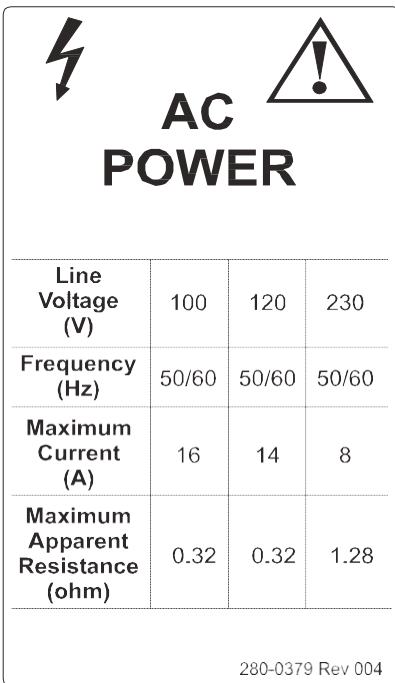 AC
POWER
Line
Voltage
(V)
100 120 230
Frequency
(Hz)
50/60 50/60 50/60
Maximum
Current
(A)
16 14 8
Maximum
Apparent
Resistance
(ohm)
0.32 0.32 1.28
280-0379 Rev 004